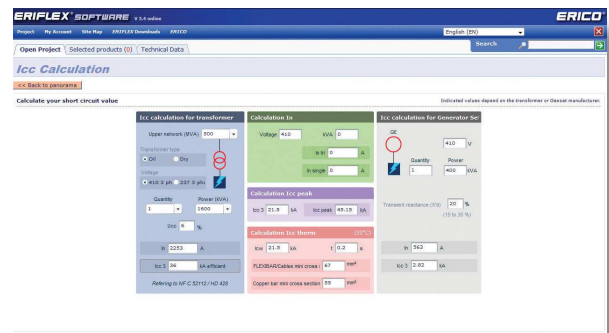 ERIFLEX® SOFTWARE V 3.4 online
ERICO®
Project My Account Site Map ERIFLEX Downloads ERICO
English (EN)
Open Project Selected products (0) Technical Data
Search
Icc Calculation
<< Back to panorama
Calculate your short circuit value
Indicated values depend on the transformer or Genset manufacturer.
Icc calculation for transformer
Upper network (MVA) 500
Transformer type
Oil Dry
Voltage
410 3 ph 237 3 ph
Quantity Power (kVA)
1 1600
Ucc 6 %
In 2253 A
Icc 3 36 kA efficient
Refering to NF C 52112 / HD 428
Calculation In
Voltage 410 kVA 0
In tri 0 A
In single 0 A
Calculation Icc peak
Icc 3 21.5 kA Icc peak 45.15 kA
Calculation Icc therm
Icw 21.5 kA t 0.2 s
FLEXIBAR/Cables mini cross s 67 mm²
Copper bar mini cross section 55 mm²
Icc calculation for Generator Set
GE
410 V
Quantity Power
1 400 kVA
Transient reactance (X'd) 20 %
(15 to 35 %)
In 562 A
Icc 3 2.82 kA